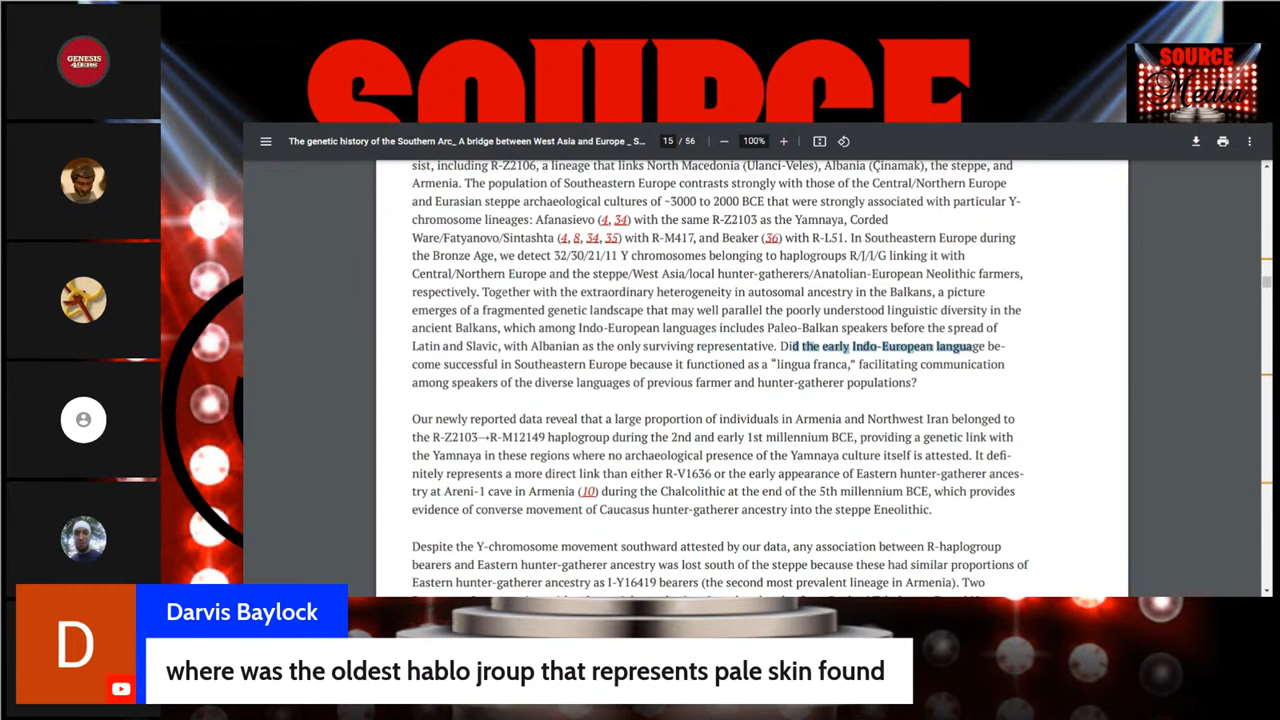 SOURCE
SOURCE
Media
GENESIS
49ERS
The genetic history of the Southern Arc_ A bridge between West Asia and Europe _ S...
15 / 56
100%
sist, including R-Z2106, a lineage that links North Macedonia (Ulanci-Veles), Albania (Çinamak), the steppe, and
Armenia. The population of Southeastern Europe contrasts strongly with those of the Central/Northern Europe
and Eurasian steppe archaeological cultures of ~3000 to 2000 BCE that were strongly associated with particular Y-
chromosome lineages: Afanasievo (4, 34) with the same R-Z2103 as the Yamnaya, Corded
Ware/Fatyanovo/Sintashta (4, 8, 34, 35) with R-M417, and Beaker (36) with R-L51. In Southeastern Europe during
the Bronze Age, we detect 32/30/21/11 Y chromosomes belonging to haplogroups R/J/I/G linking it with
Central/Northern Europe and the steppe/West Asia/local hunter-gatherers/Anatolian-European Neolithic farmers,
respectively. Together with the extraordinary heterogeneity in autosomal ancestry in the Balkans, a picture
emerges of a fragmented genetic landscape that may well parallel the poorly understood linguistic diversity in the
ancient Balkans, which among Indo-European languages includes Paleo-Balkan speakers before the spread of
Latin and Slavic, with Albanian as the only surviving representative. Did the early Indo-European language be-
come successful in Southeastern Europe because it functioned as a “lingua franca,” facilitating communication
among speakers of the diverse languages of previous farmer and hunter-gatherer populations?
Our newly reported data reveal that a large proportion of individuals in Armenia and Northwest Iran belonged to
the R-Z2103→R-M12149 haplogroup during the 2nd and early 1st millennium BCE, providing a genetic link with
the Yamnaya in these regions where no archaeological presence of the Yamnaya culture itself is attested. It defi-
nitely represents a more direct link than either R-V1636 or the early appearance of Eastern hunter-gatherer ances-
try at Areni-1 cave in Armenia (10) during the Chalcolithic at the end of the 5th millennium BCE, which provides
evidence of converse movement of Caucasus hunter-gatherer ancestry into the steppe Eneolithic.
Despite the Y-chromosome movement southward attested by our data, any association between R-haplogroup
bearers and Eastern hunter-gatherer ancestry was lost south of the steppe because these had similar proportions of
Eastern hunter-gatherer ancestry as I-Y16419 bearers (the second most prevalent lineage in Armenia). Two
D
Darvis Baylock
where was the oldest hablo jroup that represents pale skin found